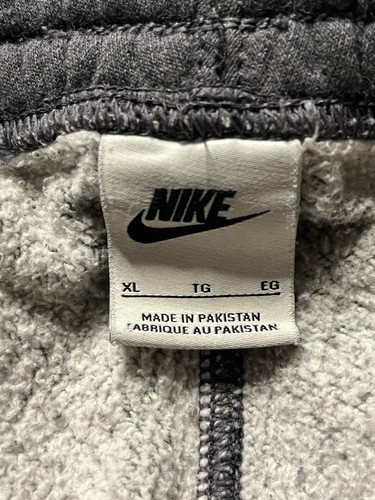 NIKE
XL TG EG
MADE IN PAKISTAN
FABRIQUE AU PAKISTAN